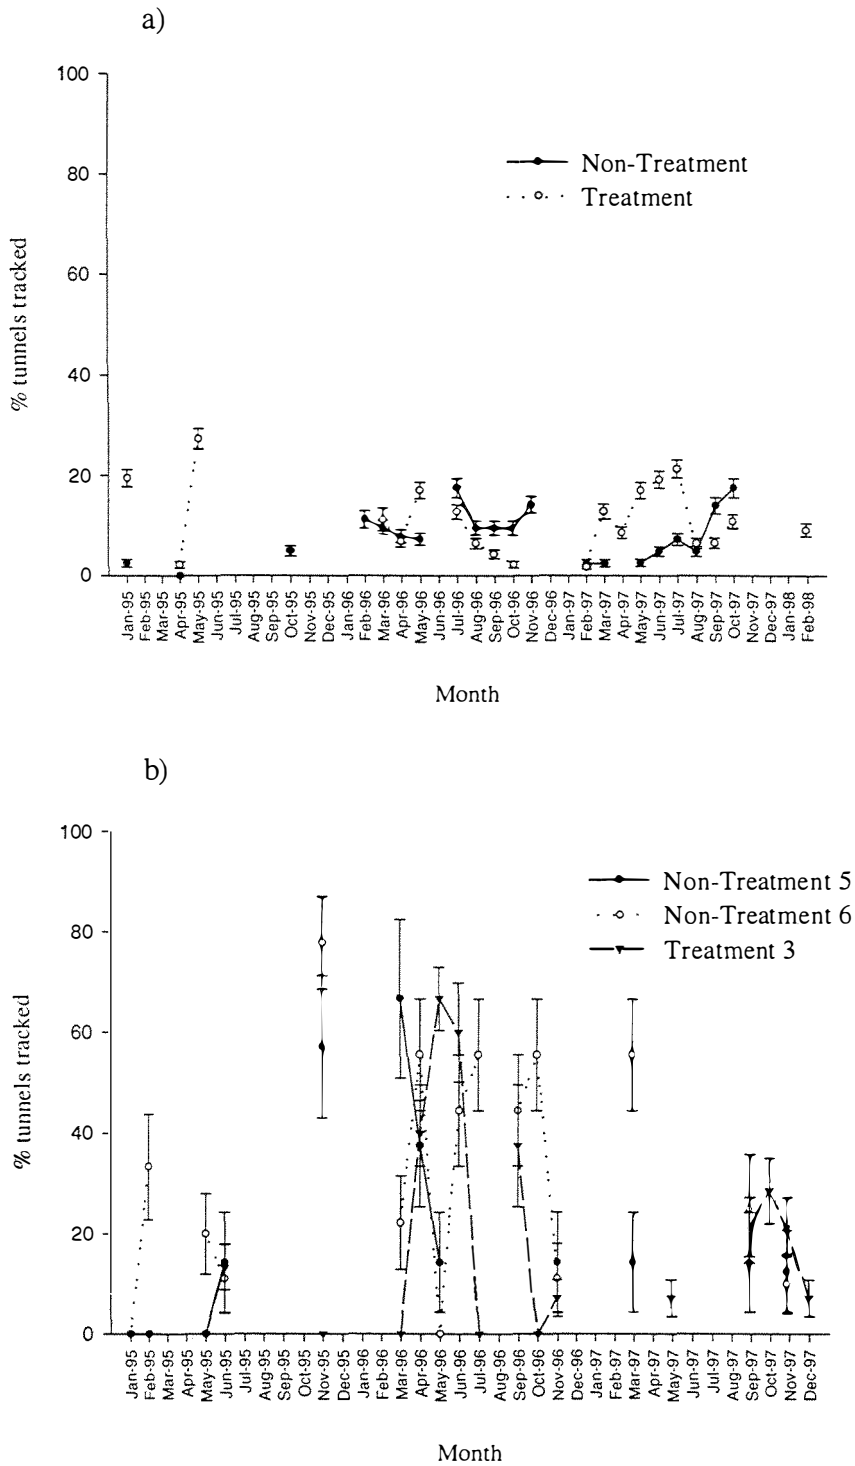 a)
100
80
60
40
20
0
% tunnels tracked
Non-Treatment
Treatment
Jan-95
Feb-95
Mar-95
Apr-95
May-95
Jun-95
Jul-95
Aug-95
Sep-95
Oct-95
Nov-95
Dec-95
Jan-96
Feb-96
Mar-96
Apr-96
May-96
Jul-96
Aug-96
Sep-96
Oct-96
Nov-96
Dec-96
Jan-97
Feb-97
Mar-97
Apr-97
May-97
Jun-97
Jul-97
Aug-97
Sep-97
Oct-97
Nov-97
Dec-97
Jan-98
Feb-98
Month
b)
100
80
60
40
20
0
% tunnels tracked
Non-Treatment 5
Non-Treatment 6
Treatment 3
Jan-95
Feb-95
Mar-95
Apr-95
May-95
Jun-95
Jul-95
Aug-95
Sep-95
Oct-95
Nov-95
Dec-95
Jan-96
Feb-96
Mar-96
Apr-96
May-96
Jun-96
Jul-96
Aug-96
Sep-96
Oct-96
Nov-96
Dec-96
Jan-97
Feb-97
Mar-97
Apr-97
May-97
Jun-97
Jul-97
Aug-97
Sep-97
Oct-97
Nov-97
Dec-97
Month